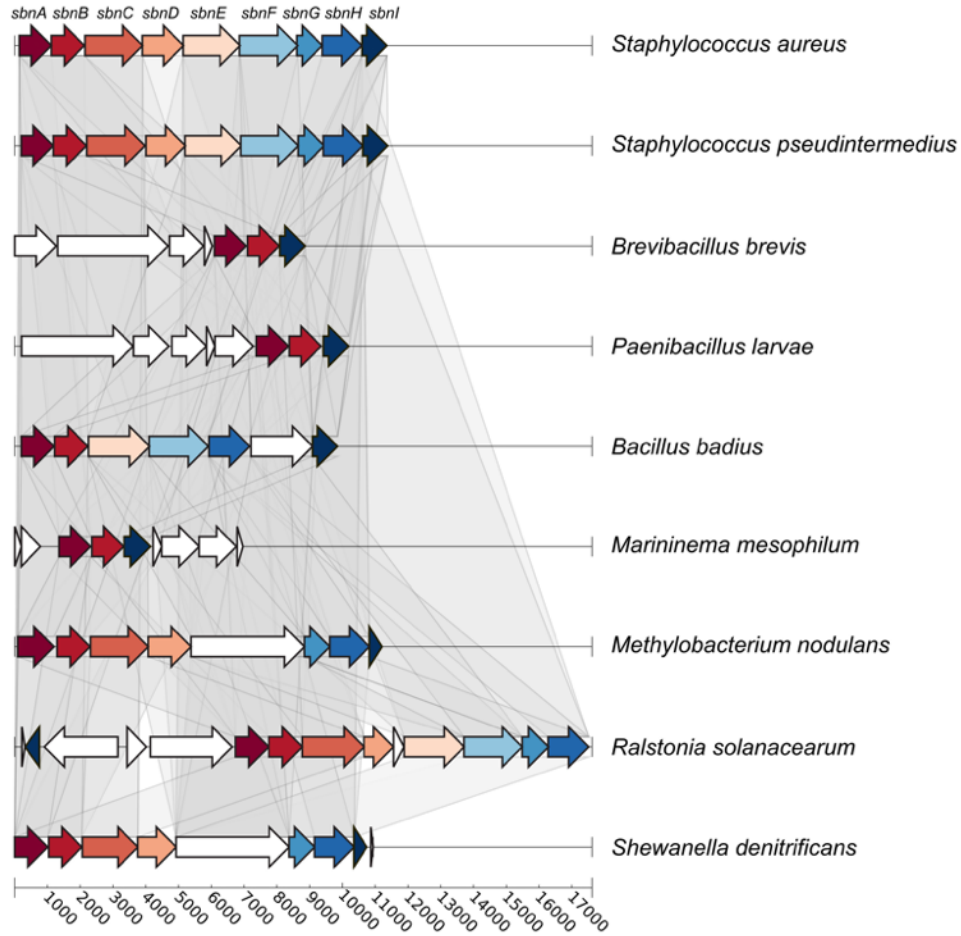 sbnA sbnB sbnC sbnD sbnE sbnF sbnG sbnH sbnI
Staphylococcus aureus
Staphylococcus pseudintermedius
Brevibacillus brevis
Paenibacillus larvae
Bacillus badius
Marininema mesophilum
Methylobacterium nodulans
Ralstonia solanacearum
Shewanella denitrificans
1000 2000 3000 4000 5000 6000 7000 8000 9000 10000 11000 12000 13000 14000 15000 16000 17000